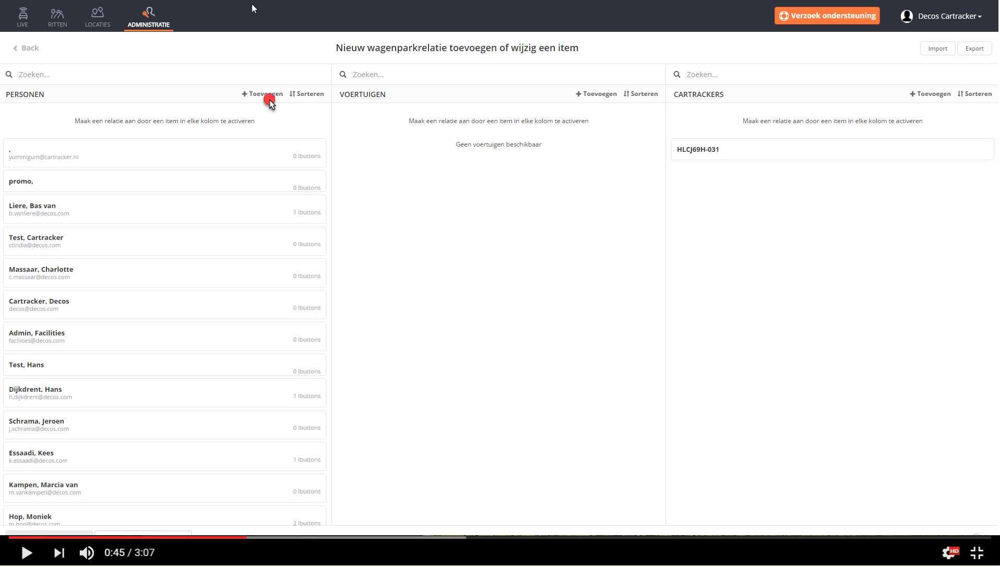 LIVE
RITTEN
LOCATIES
ADMINISTRATIE
Verzoek ondersteuning
Decos Cartracker
Back
Nieuw wagenparkrelatie toevoegen of wijzig een item
Import
Export
Zoeken...
Zoeken...
Zoeken...
PERSONEN
Toevoegen
Sorteren
VOERTUIGEN
Toevoegen
Sorteren
CARTRACKERS
Toevoegen
Sorteren
Maak een relatie aan door een item in elke kolom te activeren
Maak een relatie aan door een item in elke kolom te activeren
Maak een relatie aan door een item in elke kolom te activeren
Geen voertuigen beschikbaar
HLCJ69H-031
,
yummigum@cartracker.nl
0 Ibuttons
promo,
0 Ibuttons
Liere, Bas van
b.vanliere@decos.com
1 Ibuttons
Test, Cartracker
ctindia@decos.com
0 Ibuttons
Massaar, Charlotte
c.massaar@decos.com
0 Ibuttons
Cartracker, Decos
decos@decos.com
0 Ibuttons
Admin, Facilities
facilities@decos.com
0 Ibuttons
Test, Hans
0 Ibuttons
Dijkdrent, Hans
h.dijkdrent@decos.com
1 Ibuttons
Schrama, Jeroen
j.schrama@decos.com
0 Ibuttons
Essaadi, Kees
k.essaadi@decos.com
1 Ibuttons
Kampen, Marcia van
m.vankampen@decos.com
0 Ibuttons
Hop, Moniek
m.hop@decos.com
2 Ibuttons
0:45 / 3:07
HD